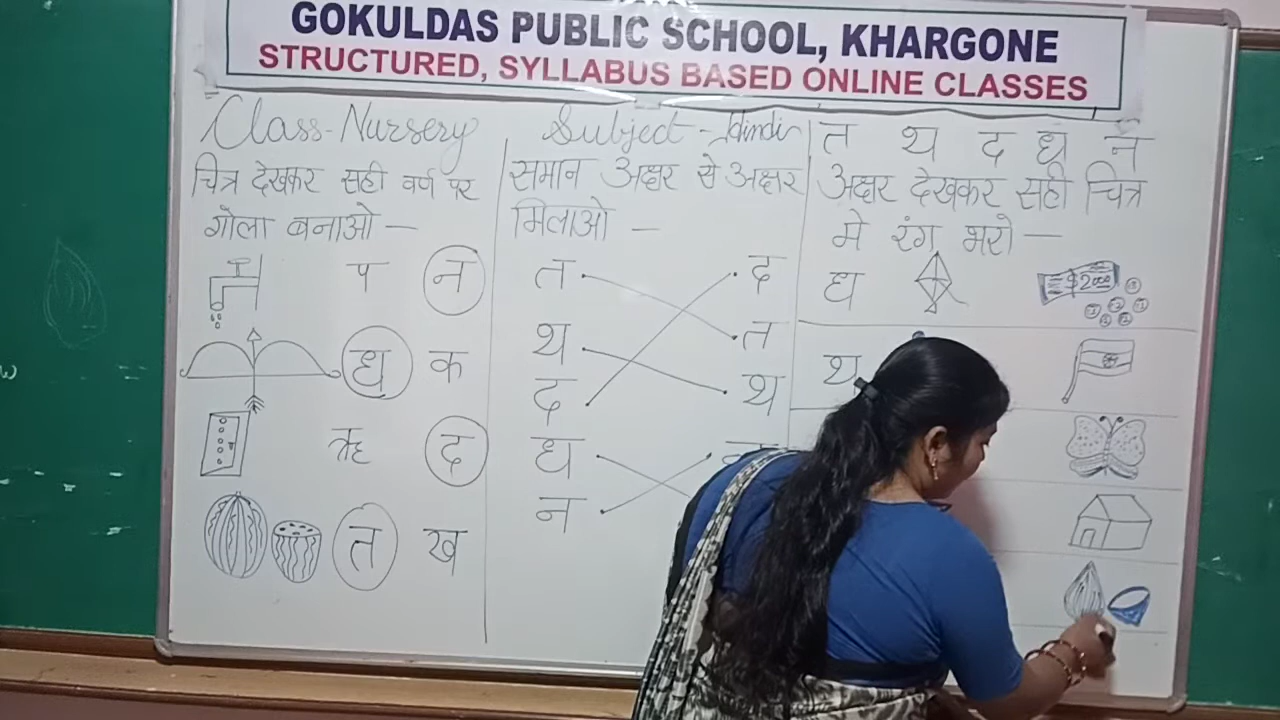 GOKULDAS PUBLIC SCHOOL, KHARGONE
STRUCTURED, SYLLABUS BASED ONLINE CLASSES
Class-Nursery
चित्र देखकर सही वर्ण पर
गोला बनाओ —
प न
ध क
ऋ द
त ख
Subject-Hindi
समान अक्षर से अक्षर
मिलाओ —
त द
थ त
द थ
ध न
न
त थ द ध न
अक्षर देखकर सही चित्र
मे रंग भरो —
ध
थ
2000